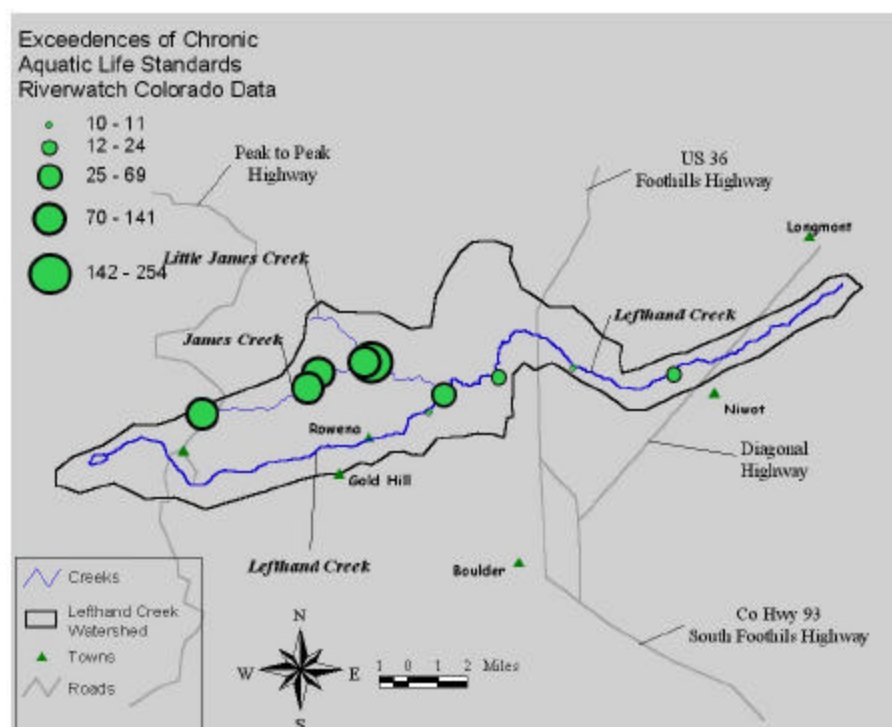 Exceedences of Chronic
Aquatic Life Standards
Riverwatch Colorado Data
10 - 11
12 - 24
25 - 69
70 - 141
142 - 254
Peak to Peak
Highway
US 36
Foothills Highway
Longmont
Little James Creek
James Creek
Lefthand Creek
Niwot
Rowena
Gold Hill
Diagonal
Highway
Lefthand Creek
Boulder
Co Hwy 93
South Foothils Highway
Creeks
Lefthand Creek
Watershed
Towns
Roads
N
W
E
S
1 0 1 2 Miles